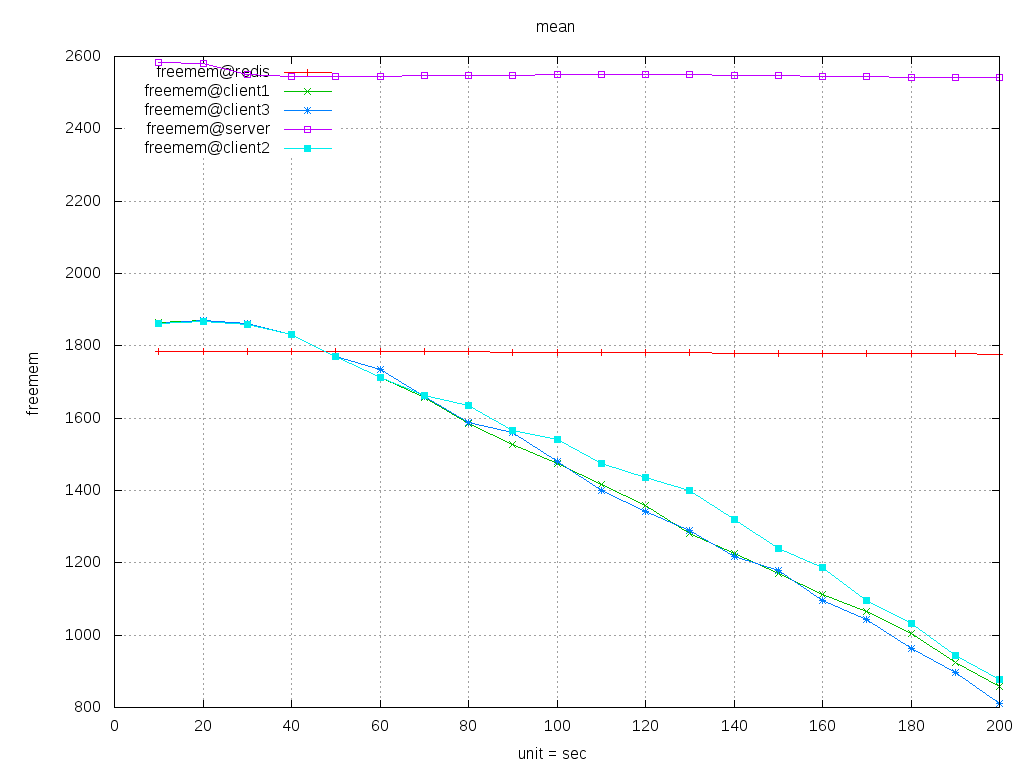 mean
2600
2400
2200
2000
1800
1600
1400
1200
1000
800
freemem
freemem@redis
freemem@client1
freemem@client3
freemem@server
freemem@client2
0 20 40 60 80 100 120 140 160 180 200
unit = sec